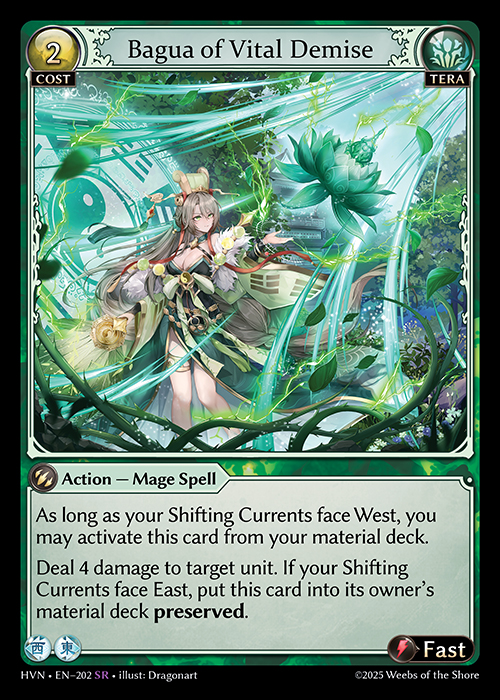 2
Bagua of Vital Demise
COST
TERA
Action — Mage Spell
As long as your Shifting Currents face West, you
may activate this card from your material deck.
Deal 4 damage to target unit. If your Shifting
Currents face East, put this card into its owner's
material deck preserved.
西 東
Fast
HVN • EN-202 SR • illust: Dragonart
©2025 Weebs of the Shore